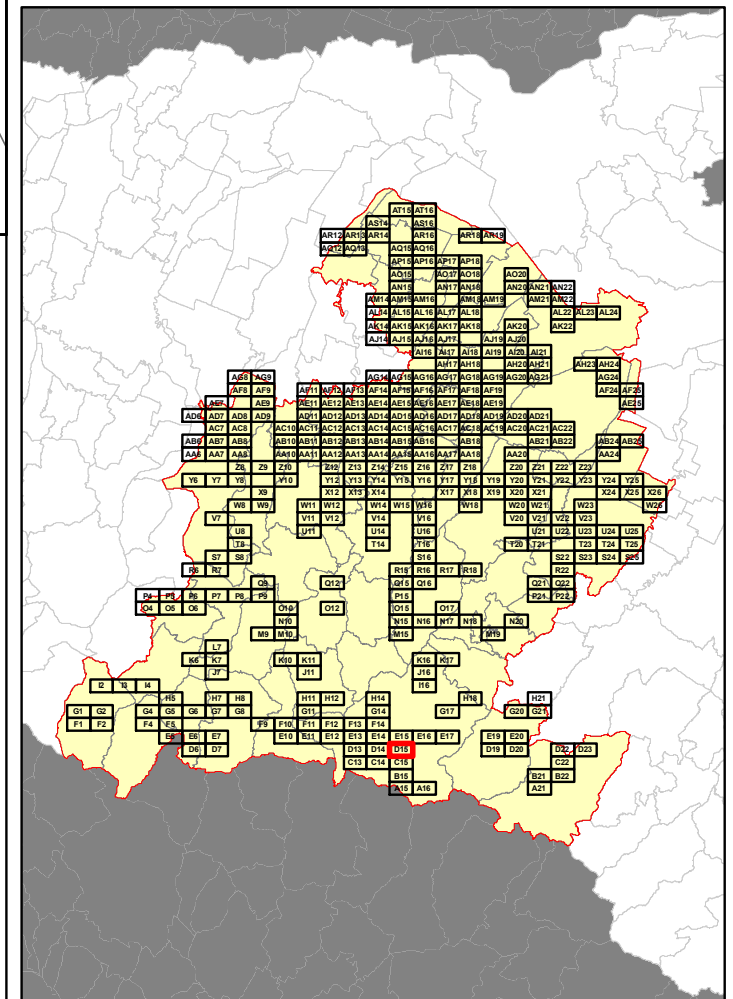 AT15 AT16
AS14 AS16
AR12 AR13 AR14 AR16 AR18 AR19
AQ12 AQ13 AQ15 AQ16
AP15 AP16 AP17 AP18
AO15 AO17 AO18 AO20
AN15 AN17 AN18 AN20 AN21 AN22
AM14 AM15 AM16 AM18 AM19 AM21 AM22
AL14 AL15 AL16 AL17 AL18 AL22 AL23 AL24
AK14 AK15 AK16 AK17 AK18 AK20 AK22
AJ14 AJ15 AJ16 AJ17 AJ19 AJ20
AI16 AI17 AI18 AI19 AI20 AI21
AH17 AH18 AH20 AH21 AH23 AH24
AG8 AG9 AG14 AG15 AG16 AG17 AG18 AG19 AG20 AG21 AG24
AF8 AF9 AF11 AF12 AF13 AF14 AF15 AF16 AF17 AF18 AF19 AF24 AF25
AE7 AE9 AE11 AE12 AE13 AE14 AE15 AE16 AE17 AE18 AE19 AE25
AD6 AD7 AD8 AD9 AD11 AD12 AD13 AD14 AD15 AD16 AD17 AD18 AD19 AD20 AD21
AC7 AC8 AC10 AC11 AC12 AC13 AC14 AC15 AC16 AC17 AC18 AC19 AC20 AC21 AC22
AB6 AB7 AB8 AB10 AB11 AB12 AB13 AB14 AB15 AB16 AB18 AB21 AB22 AB24 AB25
AA6 AA7 AA8 AA10 AA11 AA12 AA13 AA14 AA15 AA16 AA17 AA18 AA20 AA24
Z8 Z9 Z10 Z12 Z13 Z14 Z15 Z16 Z17 Z18 Z20 Z21 Z22 Z23
Y6 Y7 Y8 Y10 Y12 Y13 Y14 Y15 Y16 Y17 Y18 Y19 Y20 Y21 Y22 Y23 Y24 Y25
X9 X12 X13 X14 X17 X18 X19 X20 X21 X24 X25 X26
W8 W9 W11 W12 W14 W15 W16 W18 W20 W21 W23 W26
V7 V11 V12 V14 V16 V20 V21 V22 V23
U8 U11 U14 U16 U21 U22 U23 U24 U25
T8 T14 T16 T20 T21 T23 T24 T25
S7 S8 S16 S22 S23 S24 S25
R6 R7 R15 R16 R17 R18 R22
Q9 Q12 Q15 Q16 Q21 Q22
P4 P5 P6 P7 P8 P9 P15 P21 P22
O4 O5 O6 O10 O12 O15 O17
N10 N15 N16 N17 N18 N20
M9 M10 M15 M19
L7
K6 K7 K10 K11 K16 K17
J7 J11 J16
I2 I3 I4 I16
H5 H7 H8 H11 H12 H14 H18 H21
G1 G2 G4 G5 G6 G7 G8 G11 G14 G17 G20 G21
F1 F2 F4 F5 F9 F10 F11 F12 F13 F14
E5 E6 E7 E10 E11 E12 E13 E14 E15 E16 E17 E19 E20
D6 D7 D13 D14 D15 D19 D20 D22 D23
C13 C14 C15 C22
B15 B21 B22
A15 A16 A21